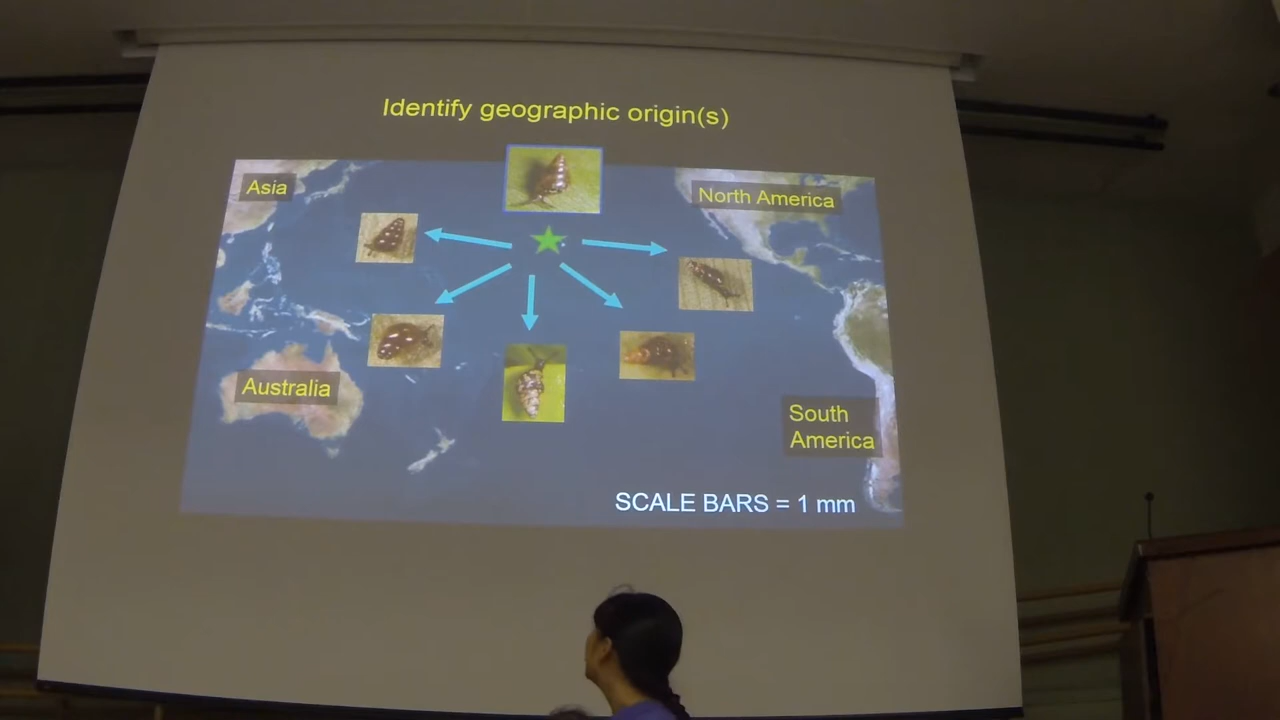 Identify geographic origin(s)
Asia
North America
Australia
South
America
SCALE BARS = 1 mm